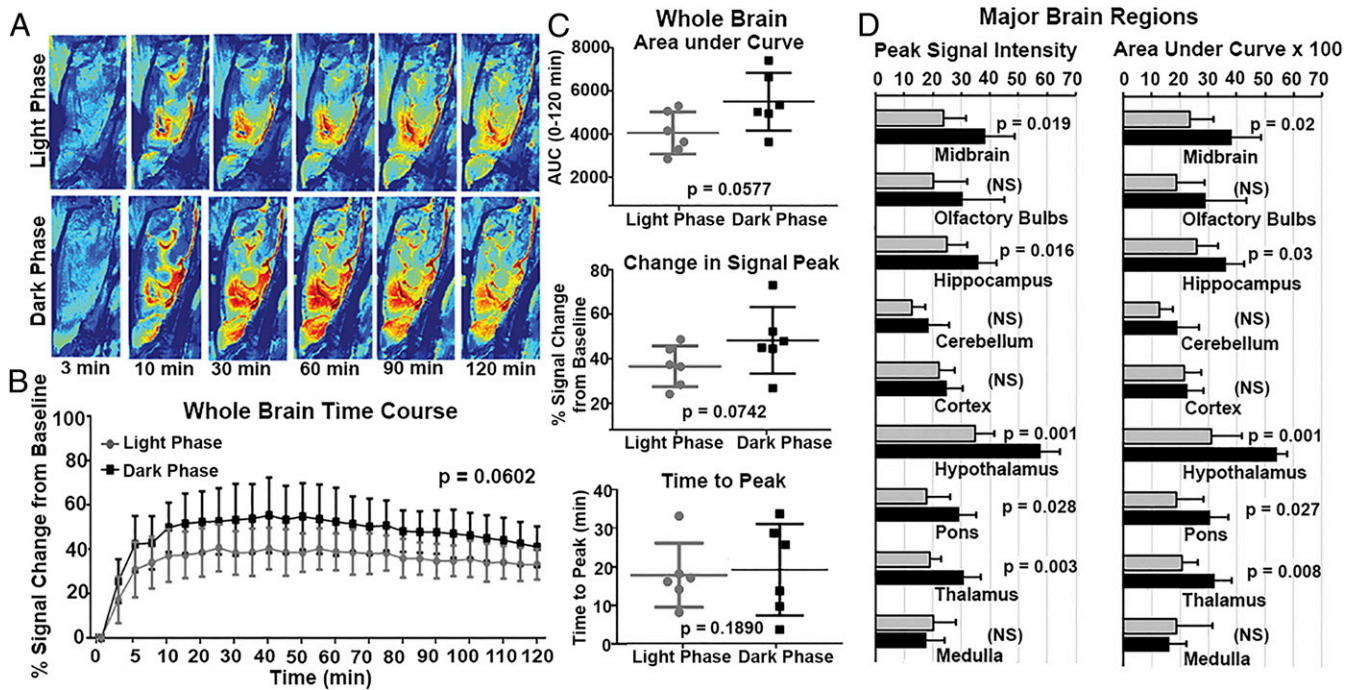 A
Light Phase
Dark Phase
3 min 10 min 30 min 60 min 90 min 120 min
B
Whole Brain Time Course
Light Phase
Dark Phase
p = 0.0602
% Signal Change from Baseline
100
80
60
40
20
0
0 5 10 20 30 40 50 60 70 80 90 100 110 120
Time (min)
C
Whole Brain
Area under Curve
AUC (0-120 min)
8000
6000
4000
2000
p = 0.0577
Light Phase Dark Phase
Change in Signal Peak
% Signal Change
from Baseline
80
60
40
20
p = 0.0742
Light Phase Dark Phase
Time to Peak
Time to Peak (min)
40
30
20
10
0
p = 0.1890
Light Phase Dark Phase
D
Major Brain Regions
Peak Signal Intensity
0 10 20 30 40 50 60 70
p = 0.019
Midbrain
(NS)
Olfactory Bulbs
p = 0.016
Hippocampus
(NS)
Cerebellum
(NS)
Cortex
p = 0.001
Hypothalamus
p = 0.028
Pons
p = 0.003
Thalamus
(NS)
Medulla
Area Under Curve x 100
0 10 20 30 40 50 60 70
p = 0.02
Midbrain
(NS)
Olfactory Bulbs
p = 0.03
Hippocampus
(NS)
Cerebellum
(NS)
Cortex
p = 0.001
Hypothalamus
p = 0.027
Pons
p = 0.008
Thalamus
(NS)
Medulla